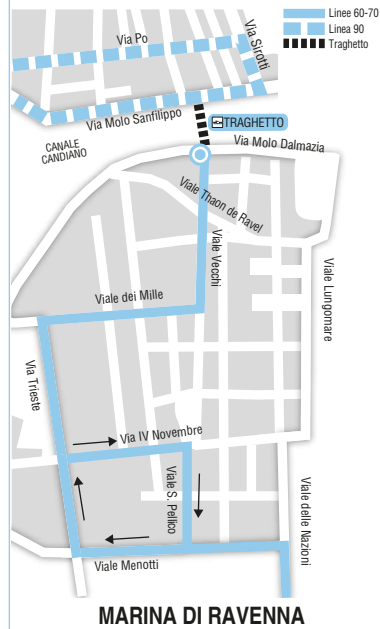 Linee 60-70
Linea 90
Traghetto
Via Po
Via Sirotti
Via Molo Sanfilippo
TRAGHETTO
CANALE
CANDIANO
Via Molo Dalmazia
Viale Thaon de Ravel
Viale Vecchi
Viale Lungomare
Viale dei Mille
Via Trieste
Via IV Novembre
Viale S. Pellico
Viale delle Nazioni
Viale Menotti
MARINA DI RAVENNA